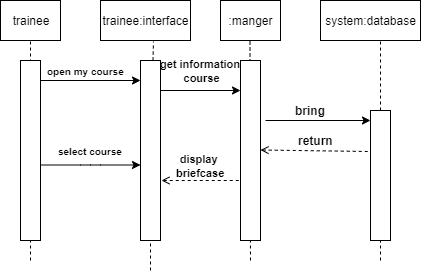 trainee
trainee:interface
:manger
system:database
open my course
get information
course
bring
return
select course
display
briefcase